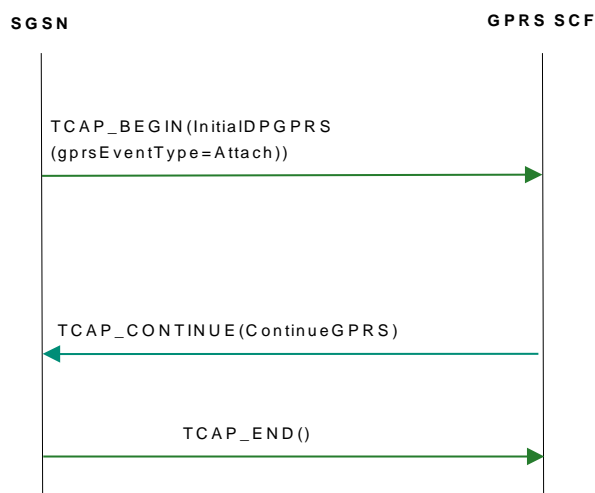 SGSN
GPRS SCF
TCAP_BEGIN(InitialDPGPRS
(gprsEventType=Attach))
TCAP_CONTINUE(ContinueGPRS)
TCAP_END()